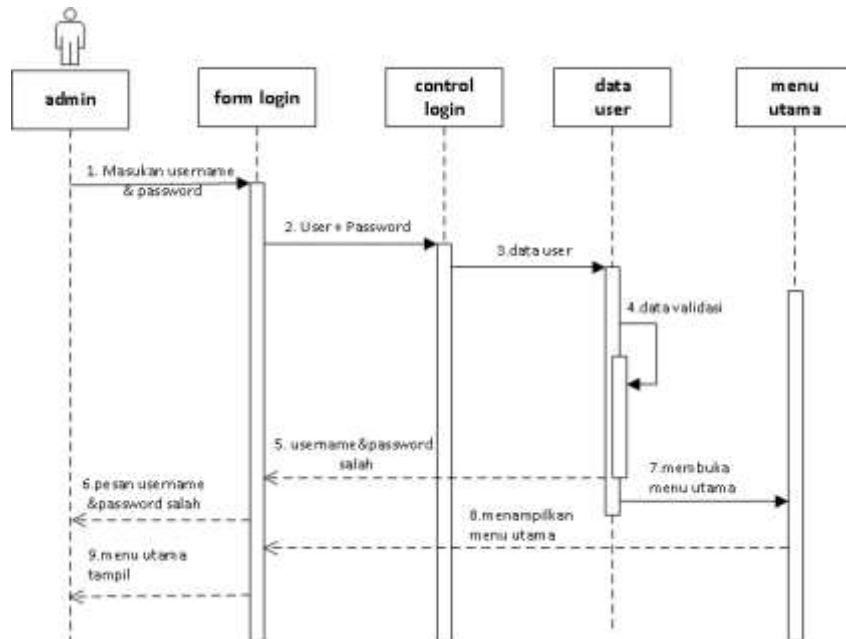 admin
form login
control
login
data
user
menu
utama
1. Masukan username
& password
2. User + Password
3.data user
4.data validasi
5. username&password
salah
6.pesan username
&password salah
7.membuka
menu utama
8.menampilkan
menu utama
9.menu utama
tampil